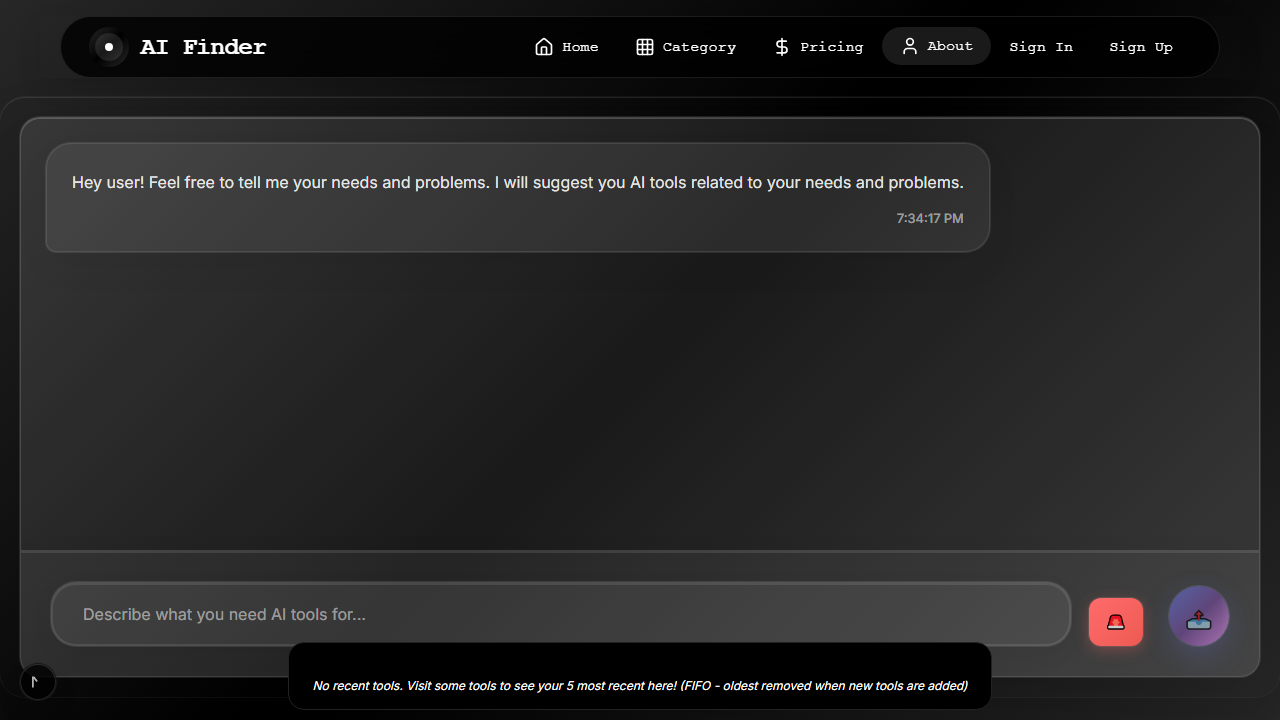 AI Finder
Home
Category
Pricing
About
Sign In
Sign Up
Hey user! Feel free to tell me your needs and problems. I will suggest you AI tools related to your needs and problems.
7:34:17 PM
Describe what you need AI tools for...
No recent tools. Visit some tools to see your 5 most recent here! (FIFO - oldest removed when new tools are added)